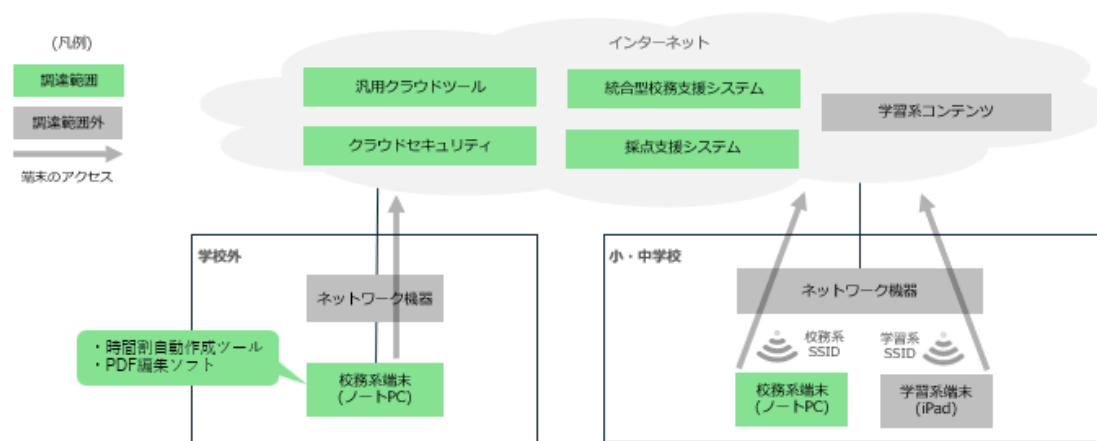 (凡例)
調達範囲
調達範囲外
端末のアクセス
インターネット
汎用クラウドツール
統合型校務支援システム
学習系コンテンツ
クラウドセキュリティ
採点支援システム
学校外
ネットワーク機器
・時間割自動作成ツール
・PDF編集ソフト
校務系端末
(ノートPC)
小・中学校
ネットワーク機器
校務系
SSID
学習系
SSID
校務系端末
(ノートPC)
学習系端末
(iPad)